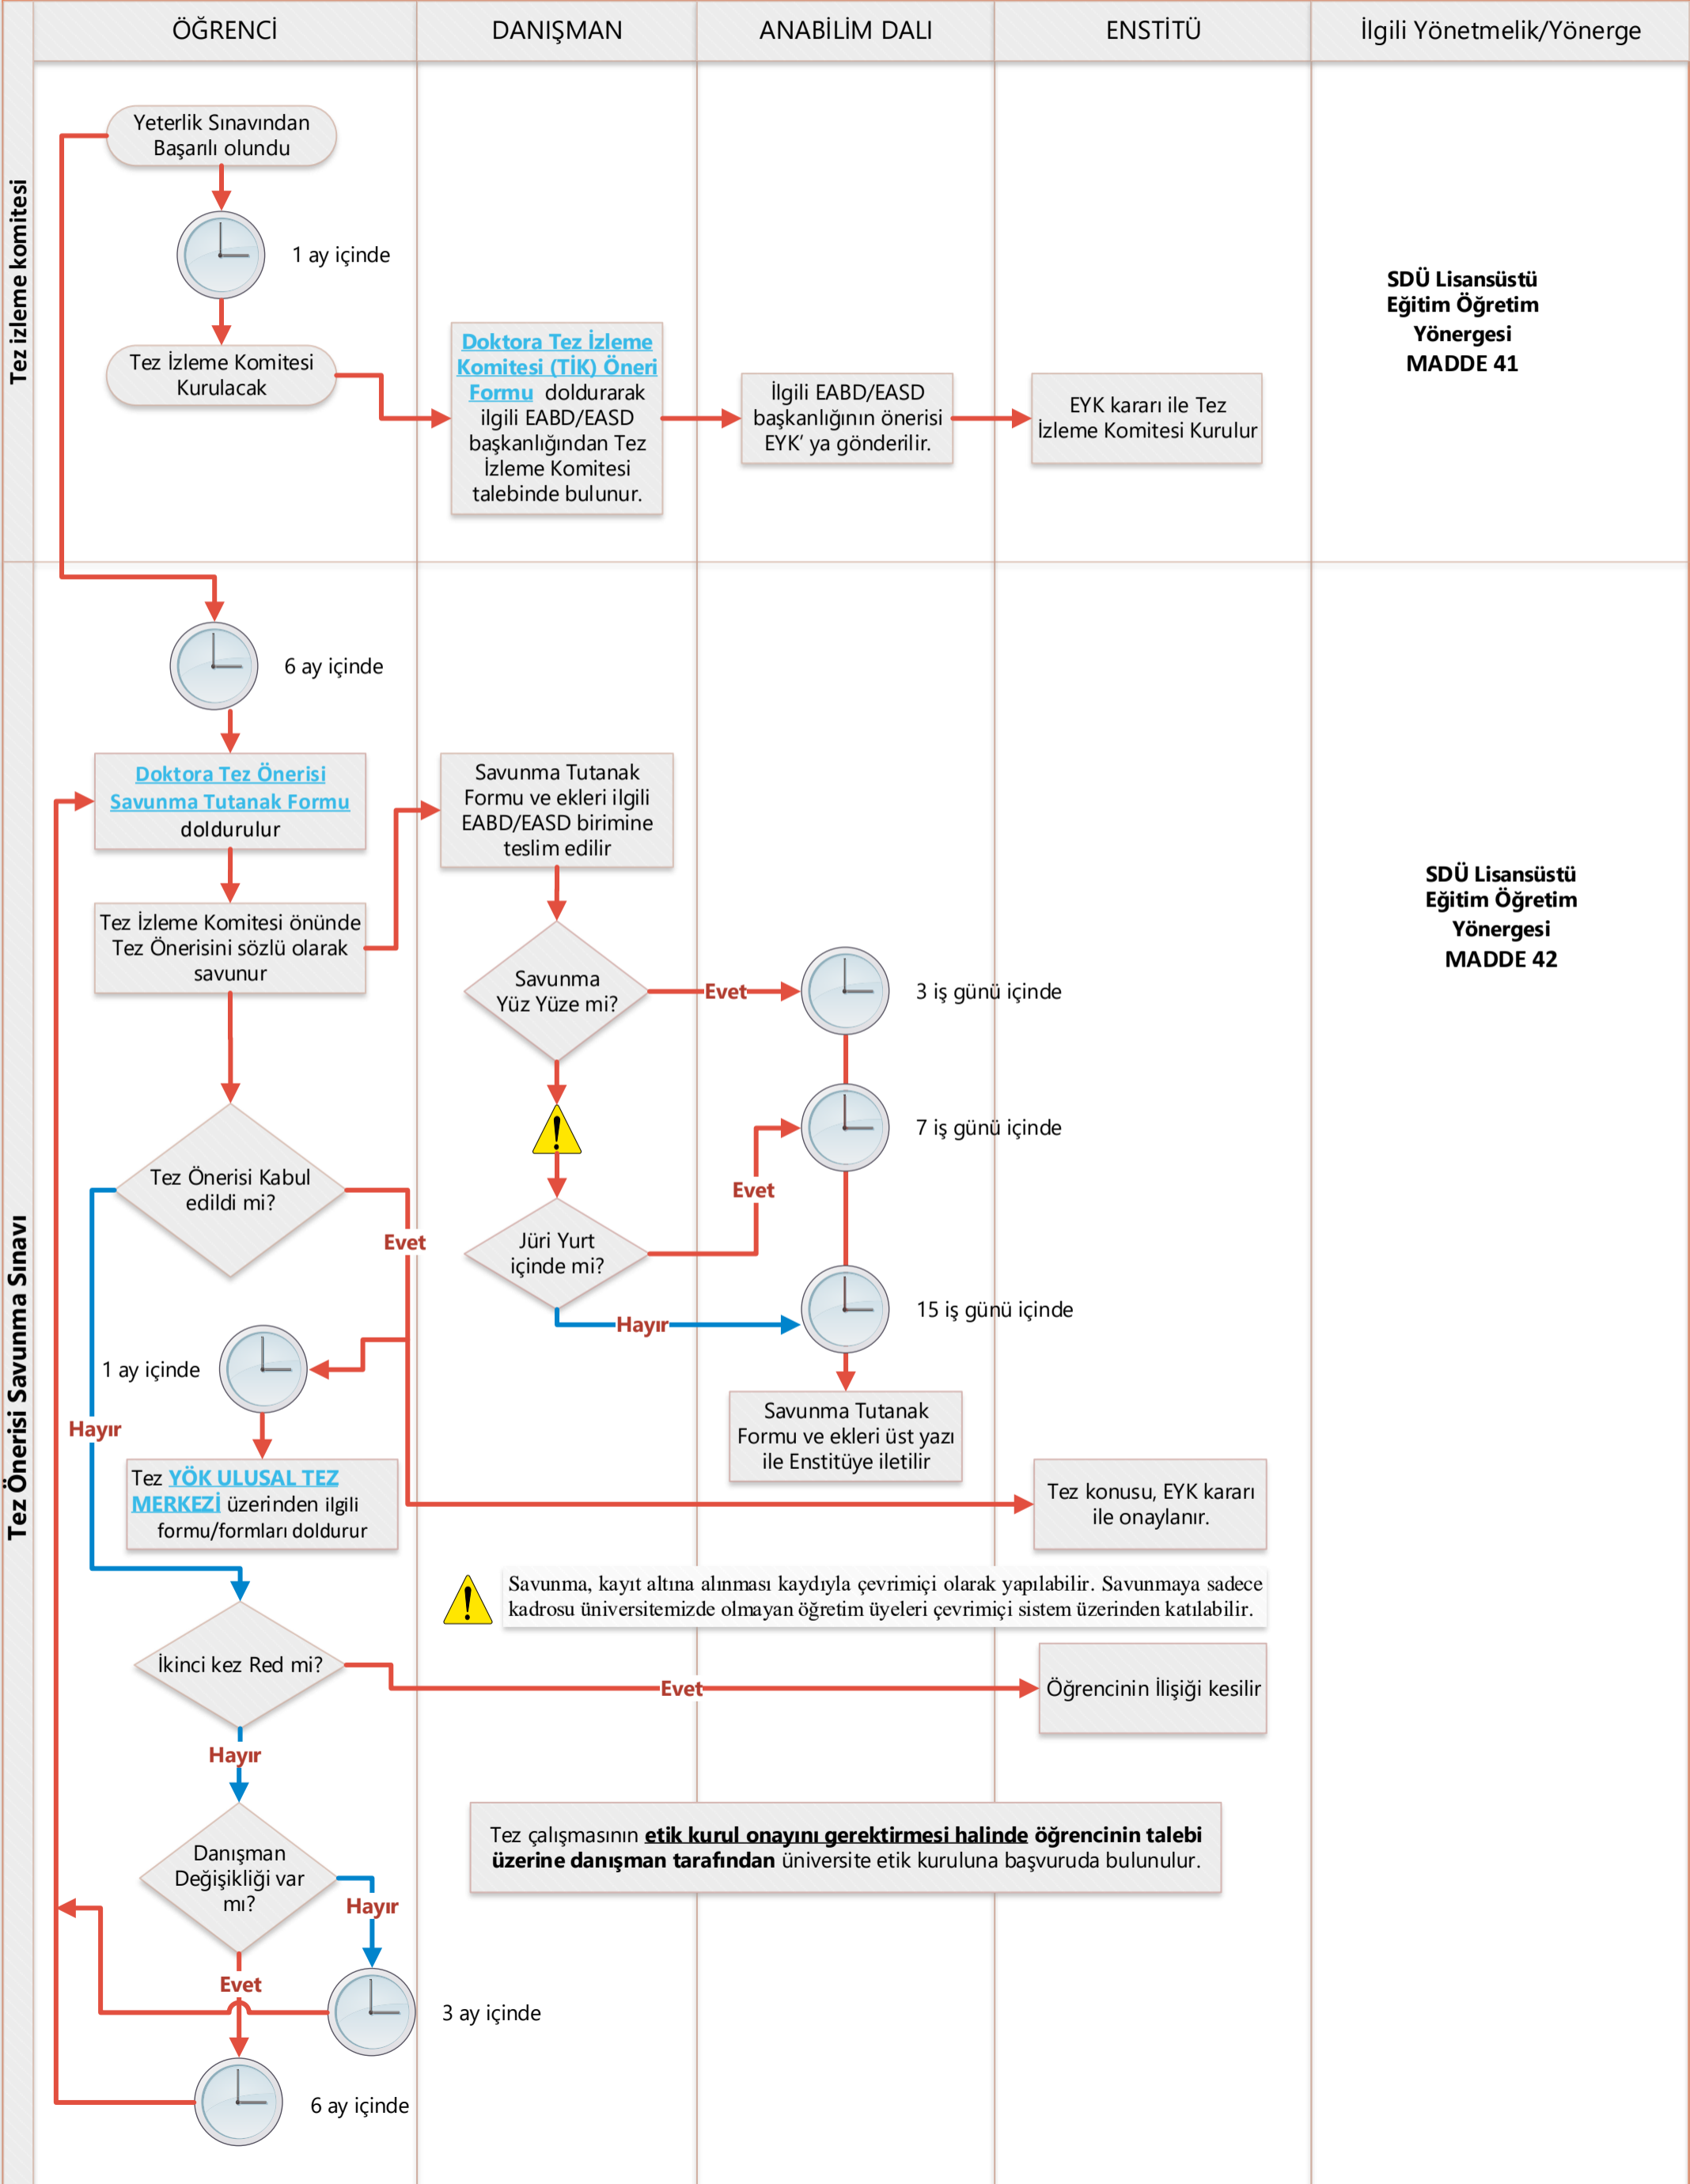 ÖĞRENCİ
DANIŞMAN
ANABİLİM DALI
ENSTİTÜ
İlgili Yönetmelik/Yönerge
Tez izleme komitesi
Yeterlik Sınavından
Başarılı olundu
1 ay içinde
Tez İzleme Komitesi
Kurulacak
Doktora Tez İzleme
Komitesi (TİK) Öneri
Formu doldurarak
ilgili EABD/EASD
başkanlığından Tez
İzleme Komitesi
talebinde bulunur.
İlgili EABD/EASD
başkanlığının önerisi
EYK’ ya gönderilir.
EYK kararı ile Tez
İzleme Komitesi Kurulur
SDÜ Lisansüstü
Eğitim Öğretim
Yönergesi
MADDE 41
Tez Önerisi Savunma Sınavı
6 ay içinde
Doktora Tez Önerisi
Savunma Tutanak Formu
doldurulur
Tez İzleme Komitesi önünde
Tez Önerisini sözlü olarak
savunur
Savunma Tutanak
Formu ve ekleri ilgili
EABD/EASD birimine
teslim edilir
SDÜ Lisansüstü
Eğitim Öğretim
Yönergesi
MADDE 42
Savunma
Yüz Yüze mi?
Evet
3 iş günü içinde
7 iş günü içinde
Evet
Jüri Yurt
içinde mi?
Hayır
15 iş günü içinde
Savunma Tutanak
Formu ve ekleri üst yazı
ile Enstitüye iletilir
Tez Önerisi Kabul
edildi mi?
Evet
1 ay içinde
Hayır
Tez YÖK ULUSAL TEZ
MERKEZİ üzerinden ilgili
formu/formları doldurur
Tez konusu, EYK kararı
ile onaylanır.
Savunma, kayıt altına alınması kaydıyla çevrimiçi olarak yapılabilir. Savunmaya sadece
kadrosu üniversitemizde olmayan öğretim üyeleri çevrimiçi sistem üzerinden katılabilir.
İkinci kez Red mi?
Evet
Öğrencinin İlişiği kesilir
Hayır
Danışman
Değişikliği var
mı?
Hayır
Tez çalışmasının etik kurul onayını gerektirmesi halinde öğrencinin talebi
üzerine danışman tarafından üniversite etik kuruluna başvuruda bulunulur.
Evet
3 ay içinde
6 ay içinde